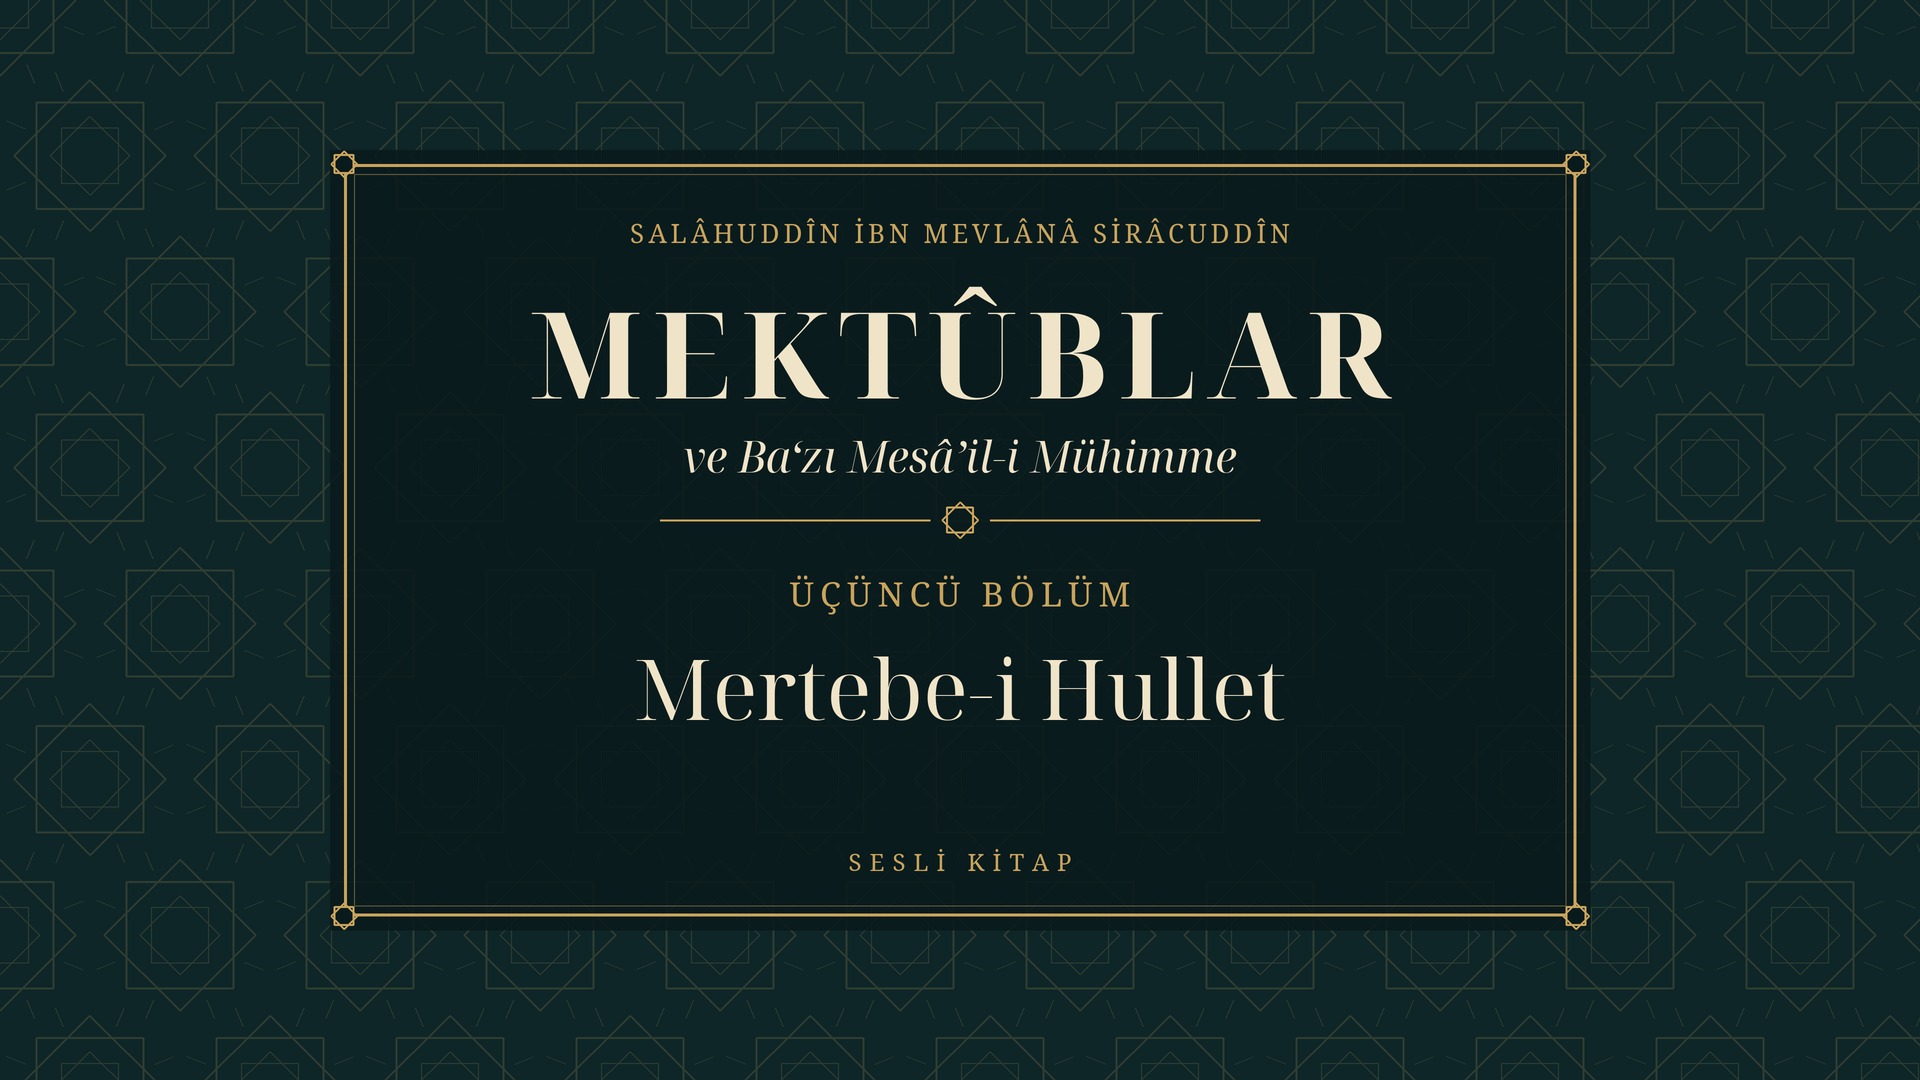 SALÂHUDDÎN İBN MEVLÂNÂ SİRÂCUDDÎN
MEKTÛBLAR
ve Ba‘zı Mesâ’il-i Mühimme
ÜÇÜNCÜ BÖLÜM
Mertebe-i Hullet
SESLİ KİTAP